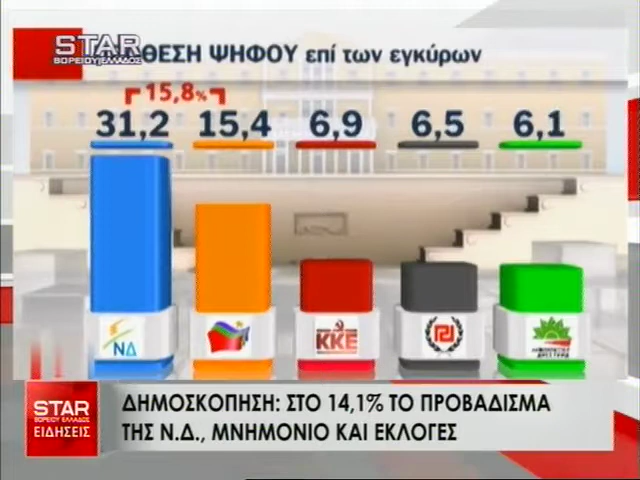 STAR
ΒΟΡΕΙΟΥ ΕΛΛΑΔΟΣ
ΘΕΣΗ ΨΗΦΟΥ επί των εγκύρων
15,8%
31,2 15,4 6,9 6,5 6,1
ΝΔ
ΚΚΕ
STAR
ΒΟΡΕΙΟΥ ΕΛΛΑΔΟΣ
ΕΙΔΗΣΕΙΣ
ΔΗΜΟΣΚΟΠΗΣΗ: ΣΤΟ 14,1% ΤΟ ΠΡΟΒΑΔΙΣΜΑ
ΤΗΣ Ν.Δ., ΜΝΗΜΟΝΙΟ ΚΑΙ ΕΚΛΟΓΕΣ